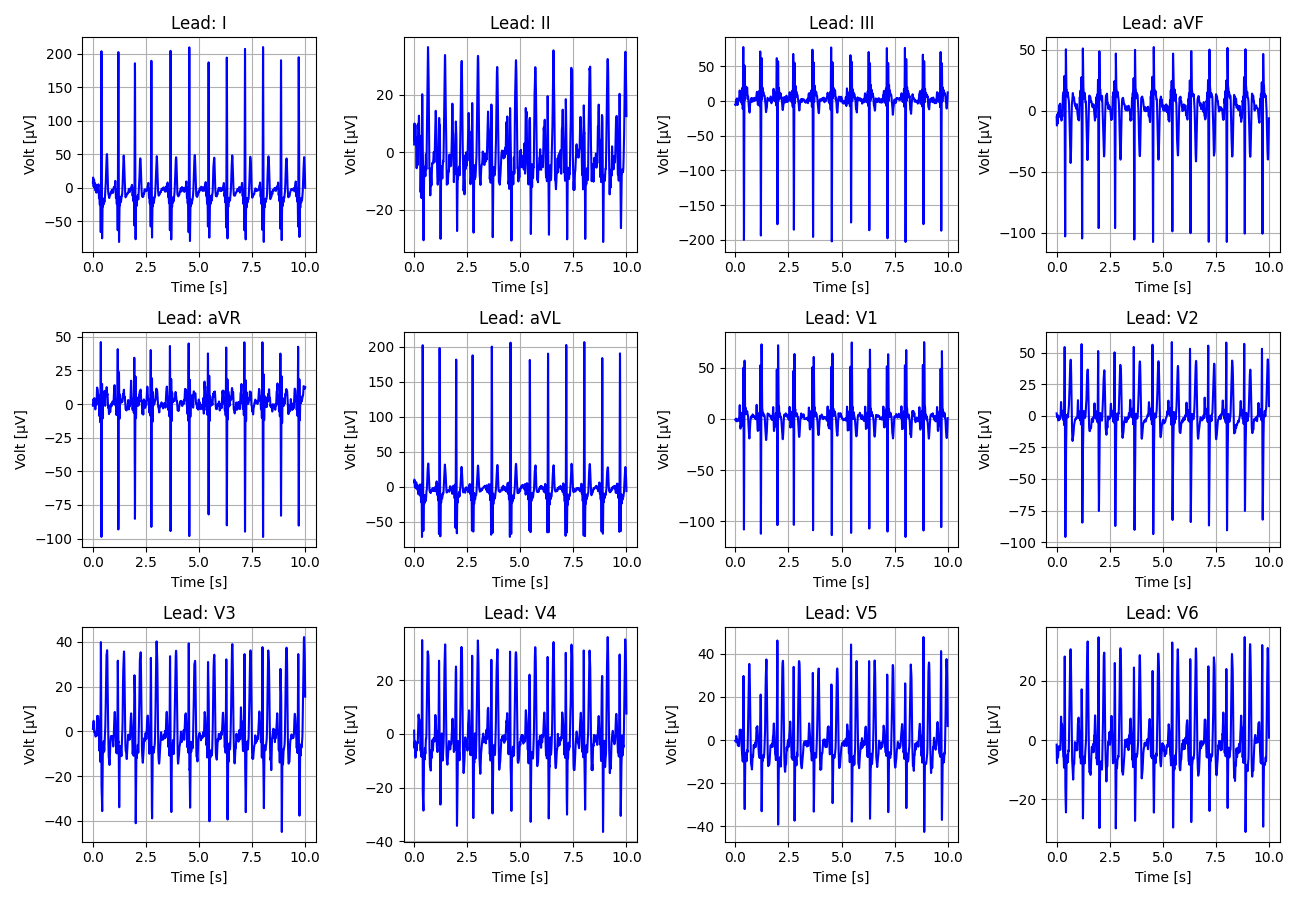 Lead: I
Lead: II
Lead: III
Lead: aVF
Volt [µV]
200
150
100
50
0
−50
0.0 2.5 5.0 7.5 10.0
Time [s]
Volt [µV]
20
0
−20
0.0 2.5 5.0 7.5 10.0
Time [s]
Volt [µV]
50
0
−50
−100
−150
−200
0.0 2.5 5.0 7.5 10.0
Time [s]
Volt [µV]
50
0
−50
−100
0.0 2.5 5.0 7.5 10.0
Time [s]
Lead: aVR
Lead: aVL
Lead: V1
Lead: V2
Volt [µV]
50
25
0
−25
−50
−75
−100
0.0 2.5 5.0 7.5 10.0
Time [s]
Volt [µV]
200
150
100
50
0
−50
0.0 2.5 5.0 7.5 10.0
Time [s]
Volt [µV]
50
0
−50
−100
0.0 2.5 5.0 7.5 10.0
Time [s]
Volt [µV]
50
25
0
−25
−50
−75
−100
0.0 2.5 5.0 7.5 10.0
Time [s]
Lead: V3
Lead: V4
Lead: V5
Lead: V6
Volt [µV]
40
20
0
−20
−40
0.0 2.5 5.0 7.5 10.0
Time [s]
Volt [µV]
20
0
−20
−40
0.0 2.5 5.0 7.5 10.0
Time [s]
Volt [µV]
40
20
0
−20
−40
0.0 2.5 5.0 7.5 10.0
Time [s]
Volt [µV]
20
0
−20
0.0 2.5 5.0 7.5 10.0
Time [s]